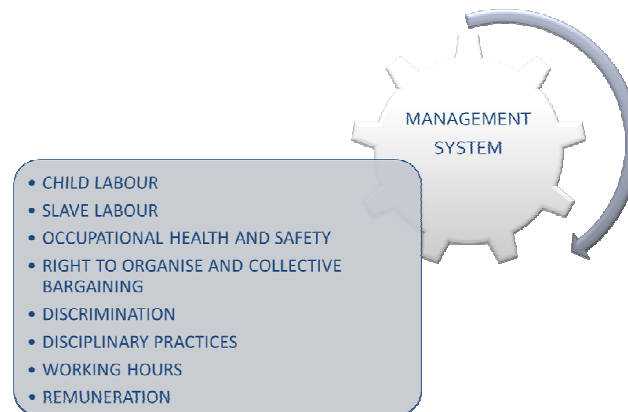 MANAGEMENT
SYSTEM
• CHILD LABOUR
• SLAVE LABOUR
• OCCUPATIONAL HEALTH AND SAFETY
• RIGHT TO ORGANISE AND COLLECTIVE
BARGAINING
• DISCRIMINATION
• DISCIPLINARY PRACTICES
• WORKING HOURS
• REMUNERATION